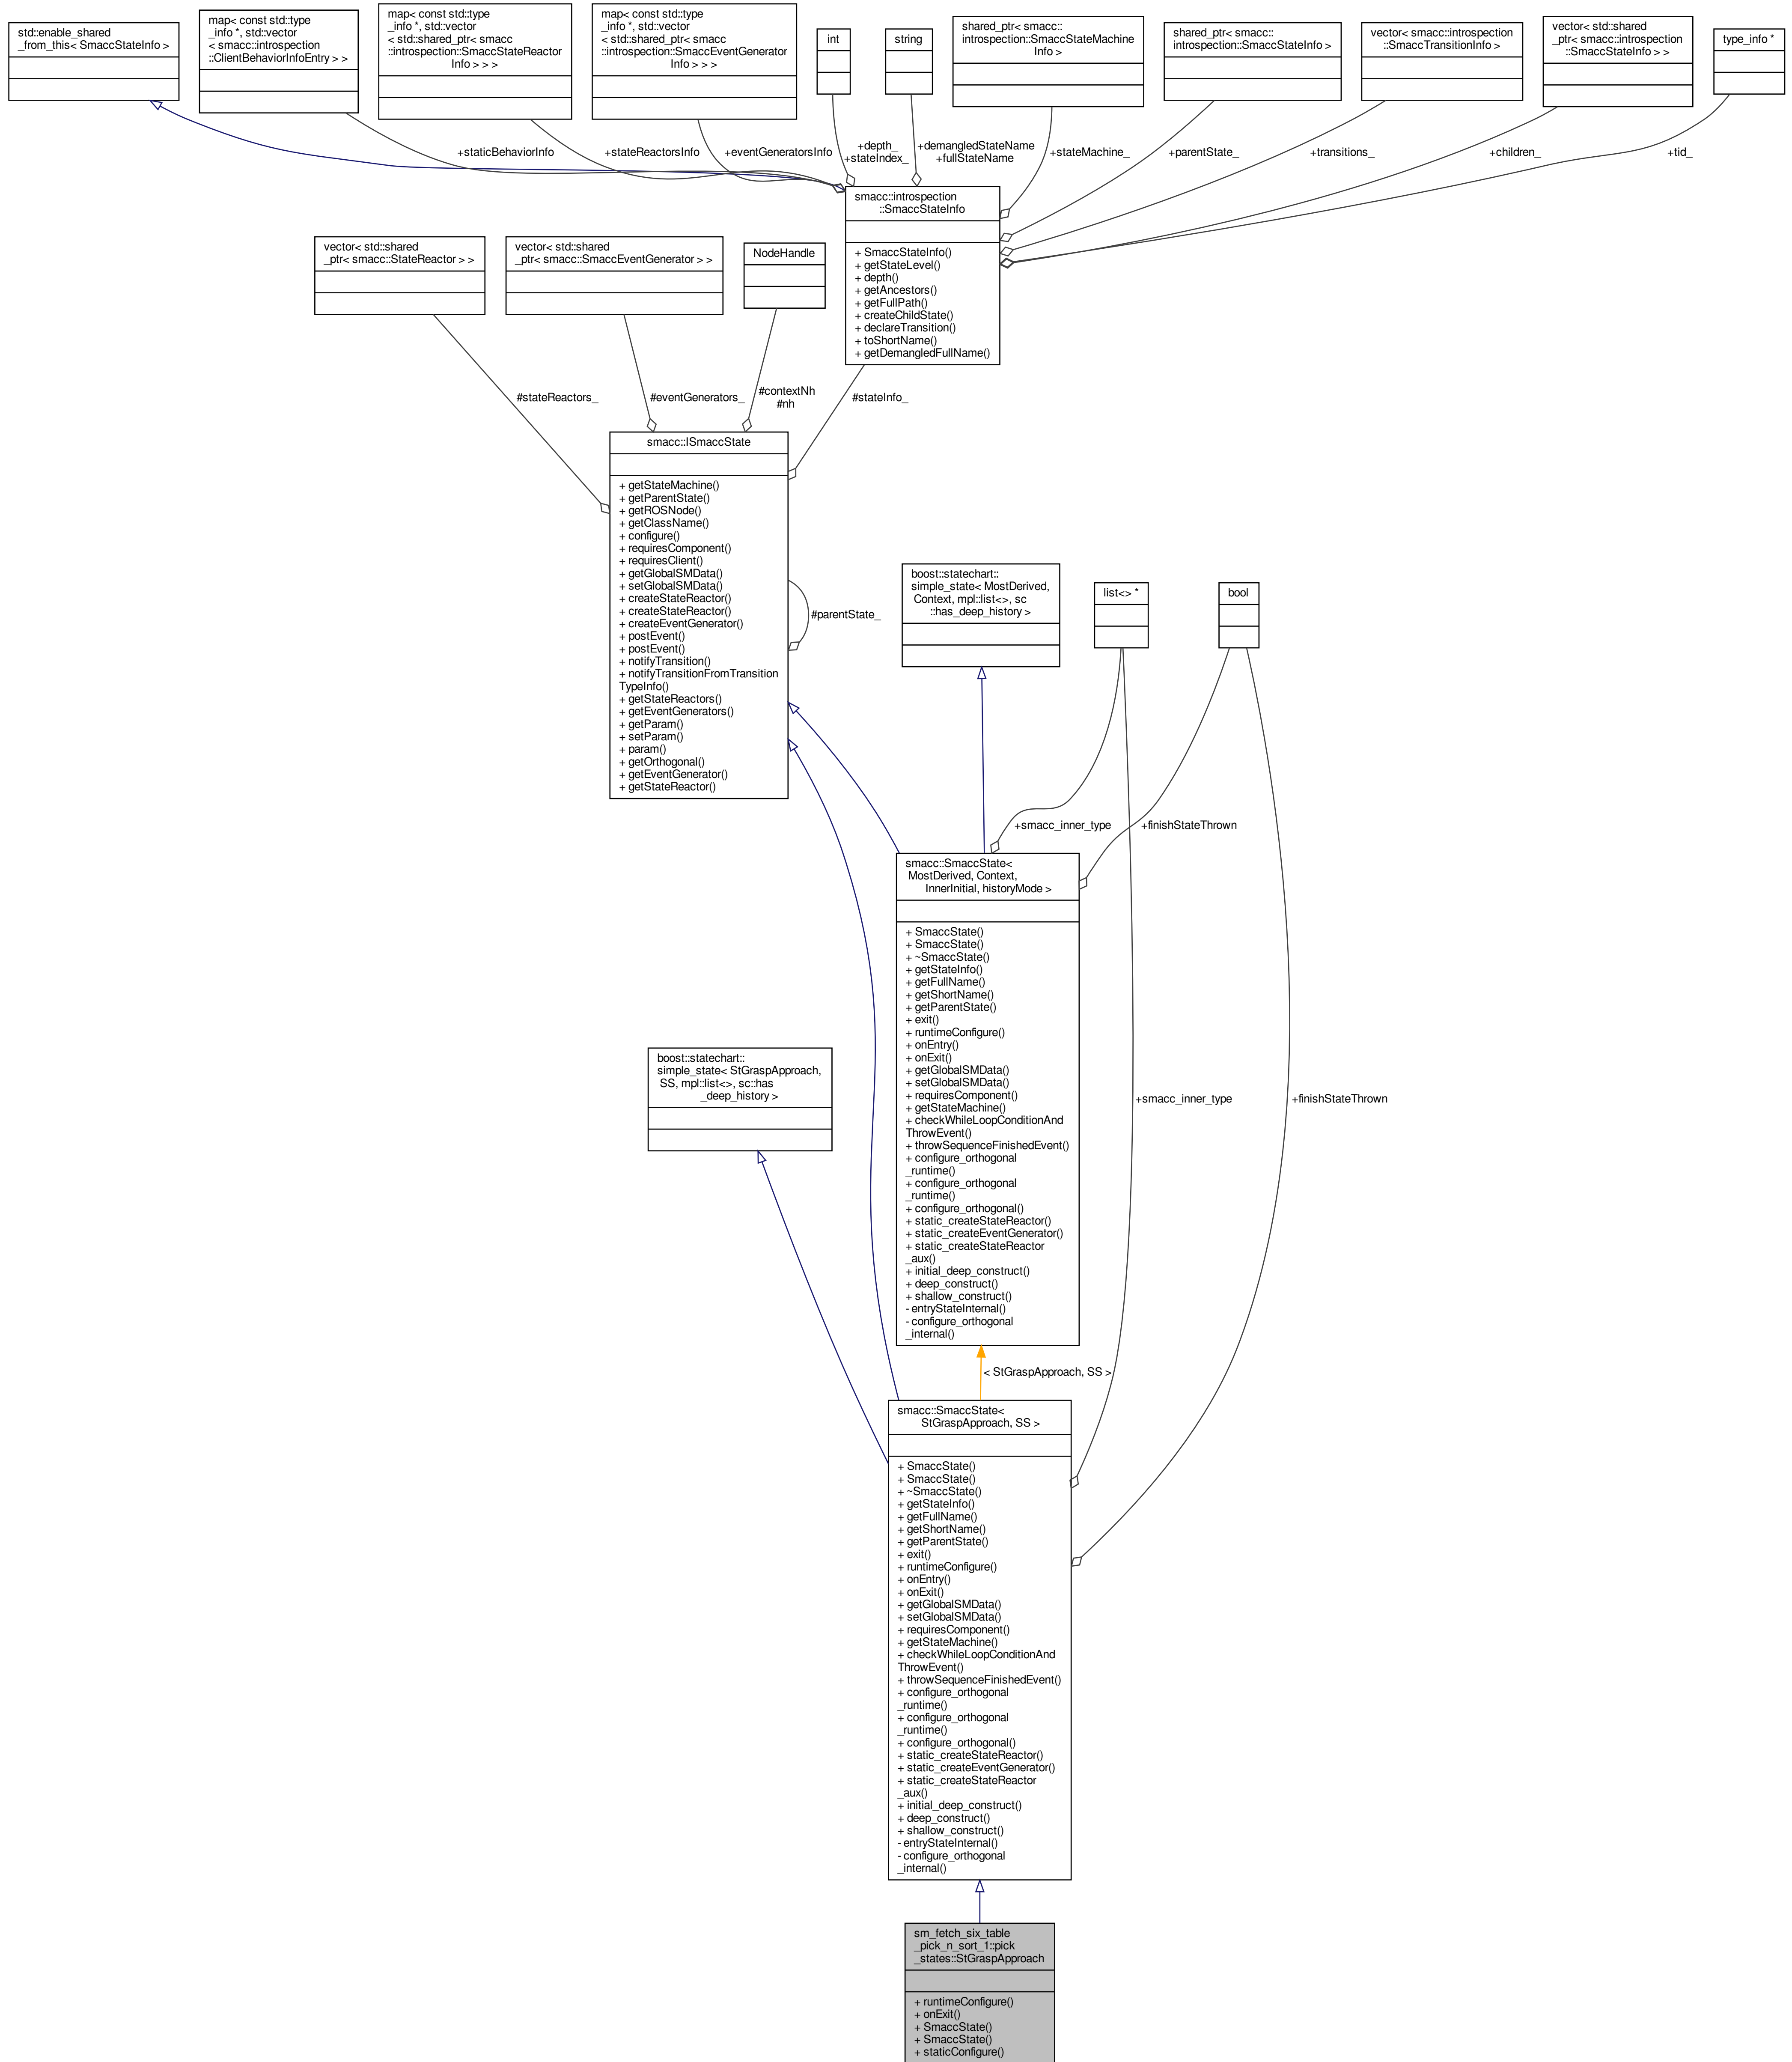 std::enable_shared
_from_this< SmaccStateInfo >
map< const std::type
_info *, std::vector
< smacc::introspection
::ClientBehaviorInfoEntry > >
map< const std::type
_info *, std::vector
< std::shared_ptr< smacc
::introspection::SmaccStateReactor
Info > > >
map< const std::type
_info *, std::vector
< std::shared_ptr< smacc
::introspection::SmaccEventGenerator
Info > > >
int
string
shared_ptr< smacc::
introspection::SmaccStateMachine
Info >
shared_ptr< smacc::
introspection::SmaccStateInfo >
vector< smacc::introspection
::SmaccTransitionInfo >
vector< std::shared
_ptr< smacc::introspection
::SmaccStateInfo > >
type_info *
+staticBehaviorInfo
+stateReactorsInfo
+eventGeneratorsInfo
+depth_
+stateIndex_
+demangledStateName
+fullStateName
+stateMachine_
+parentState_
+transitions_
+children_
+tid_
smacc::introspection
::SmaccStateInfo
+ SmaccStateInfo()
+ getStateLevel()
+ depth()
+ getAncestors()
+ getFullPath()
+ createChildState()
+ declareTransition()
+ toShortName()
+ getDemangledFullName()
vector< std::shared
_ptr< smacc::StateReactor > >
vector< std::shared
_ptr< smacc::SmaccEventGenerator > >
NodeHandle
#stateReactors_
#eventGenerators_
#contextNh
#nh
#stateInfo_
smacc::ISmaccState
+ getStateMachine()
+ getParentState()
+ getROSNode()
+ getClassName()
+ configure()
+ requiresComponent()
+ requiresClient()
+ getGlobalSMData()
+ setGlobalSMData()
+ createStateReactor()
+ createStateReactor()
+ createEventGenerator()
+ postEvent()
+ postEvent()
+ notifyTransition()
+ notifyTransitionFromTransition
TypeInfo()
+ getStateReactors()
+ getEventGenerators()
+ getParam()
+ setParam()
+ param()
+ getOrthogonal()
+ getEventGenerator()
+ getStateReactor()
#parentState_
boost::statechart::
simple_state< MostDerived,
Context, mpl::list<>, sc
::has_deep_history >
list<> *
bool
+smacc_inner_type
+finishStateThrown
smacc::SmaccState<
MostDerived, Context,
InnerInitial, historyMode >
+ SmaccState()
+ SmaccState()
+ ~SmaccState()
+ getStateInfo()
+ getFullName()
+ getShortName()
+ getParentState()
+ exit()
+ runtimeConfigure()
+ onEntry()
+ onExit()
+ getGlobalSMData()
+ setGlobalSMData()
+ requiresComponent()
+ getStateMachine()
+ checkWhileLoopConditionAnd
ThrowEvent()
+ throwSequenceFinishedEvent()
+ configure_orthogonal
_runtime()
+ configure_orthogonal
_runtime()
+ configure_orthogonal()
+ static_createStateReactor()
+ static_createEventGenerator()
+ static_createStateReactor
_aux()
+ initial_deep_construct()
+ deep_construct()
+ shallow_construct()
- entryStateInternal()
- configure_orthogonal
_internal()
boost::statechart::
simple_state< StGraspApproach,
SS, mpl::list<>, sc::has
_deep_history >
+smacc_inner_type
+finishStateThrown
< StGraspApproach, SS >
smacc::SmaccState<
StGraspApproach, SS >
+ SmaccState()
+ SmaccState()
+ ~SmaccState()
+ getStateInfo()
+ getFullName()
+ getShortName()
+ getParentState()
+ exit()
+ runtimeConfigure()
+ onEntry()
+ onExit()
+ getGlobalSMData()
+ setGlobalSMData()
+ requiresComponent()
+ getStateMachine()
+ checkWhileLoopConditionAnd
ThrowEvent()
+ throwSequenceFinishedEvent()
+ configure_orthogonal
_runtime()
+ configure_orthogonal
_runtime()
+ configure_orthogonal()
+ static_createStateReactor()
+ static_createEventGenerator()
+ static_createStateReactor
_aux()
+ initial_deep_construct()
+ deep_construct()
+ shallow_construct()
- entryStateInternal()
- configure_orthogonal
_internal()
sm_fetch_six_table
_pick_n_sort_1::pick
_states::StGraspApproach
+ runtimeConfigure()
+ onExit()
+ SmaccState()
+ SmaccState()
+ staticConfigure()